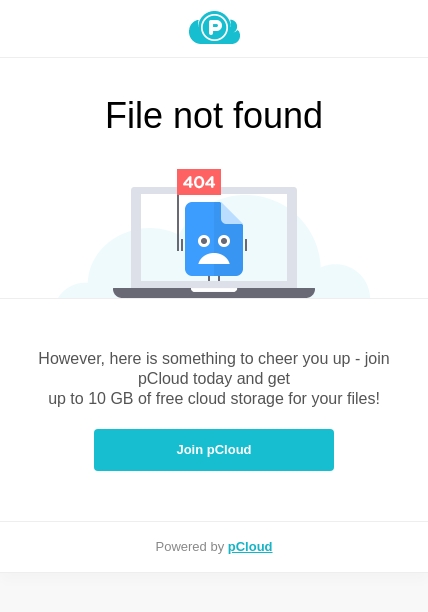 P
File not found
404
However, here is something to cheer you up - join
pCloud today and get
up to 10 GB of free cloud storage for your files!
Join pCloud
Powered by pCloud